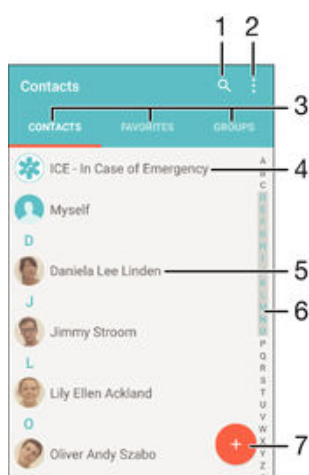 1 2
Contacts
3
CONTACTS FAVORITES GROUPS
ICE - In Case of Emergency 4
Myself
D
Daniela Lee Linden 5
J
Jimmy Stroom
6
L
Lily Ellen Ackland
O
Oliver Andy Szabo
+ 7
A
B
C
D
E
F
G
H
I
J
K
L
M
N
O
P
Q
R
S
T
U
V
W
X
Y
Z